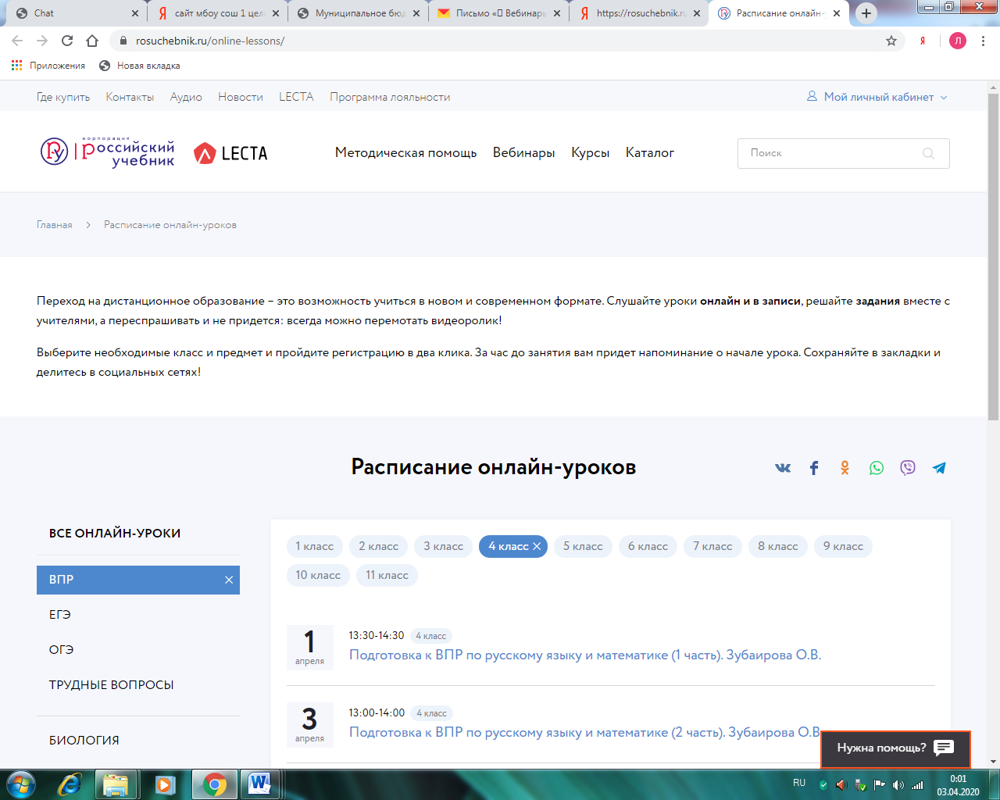 Chat
сайт мбоу сош 1 цел
Муниципальное бюд
Письмо «
Вебинарь
https://rosuchebnik.ru
Расписание онлайн-
rosuchebnik.ru/online-lessons/
Я
Л
Приложения
Новая вкладка
Где купить Контакты Аудио Новости LECTA Программа лояльности
Мой личный кабинет
корпорация
российский
учебник
LECTA
Методическая помощь Вебинары Курсы Каталог
Поиск
Главная > Расписание онлайн-уроков
Переход на дистанционное образование – это возможность учиться в новом и современном формате. Слушайте уроки онлайн и в записи, решайте задания вместе с
учителями, а переспрашивать и не придется: всегда можно перемотать видеоролик!
Выберите необходимые класс и предмет и пройдите регистрацию в два клика. За час до занятия вам придет напоминание о начале урока. Сохраняйте в закладки и
делитесь в социальных сетях!
Расписание онлайн-уроков
ВСЕ ОНЛАЙН-УРОКИ
ВПР
ЕГЭ
ОГЭ
ТРУДНЫЕ ВОПРОСЫ
БИОЛОГИЯ
1 класс 2 класс 3 класс 4 класс 5 класс 6 класс 7 класс 8 класс 9 класс
10 класс 11 класс
1
апреля
13:30-14:30 4 класс
Подготовка к ВПР по русскому языку и математике (1 часть). Зубаирова О.В.
3
апреля
13:00-14:00 4 класс
Подготовка к ВПР по русскому языку и математике (2 часть). Зубаирова О.В
Нужна помощь?
RU
0:01
03.04.2020